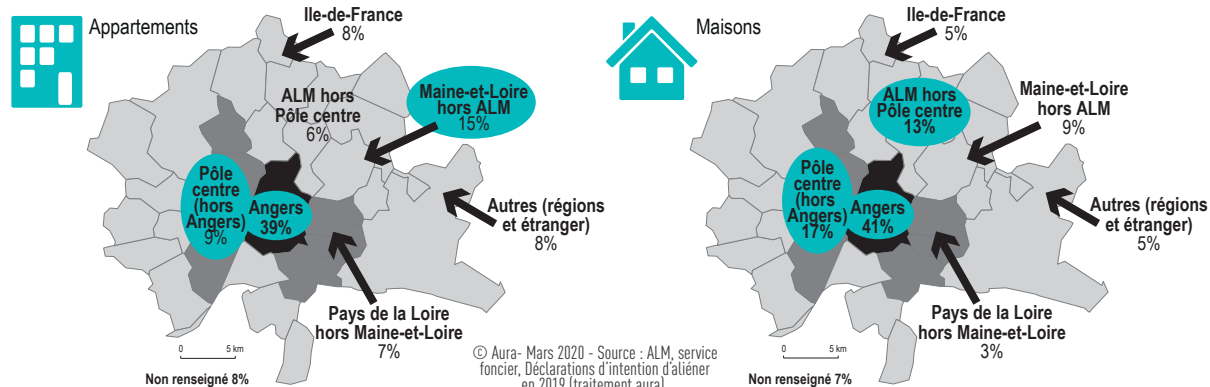 Appartements
Ile-de-France
8%
ALM hors
Pôle centre
6%
Maine-et-Loire
hors ALM
15%
Pôle
centre
(hors
Angers)
9%
Angers
39%
Autres (régions
et étranger)
8%
Pays de la Loire
hors Maine-et-Loire
7%
0 5 km
Non renseigné 8%
Maisons
Ile-de-France
5%
ALM hors
Pôle centre
13%
Maine-et-Loire
hors ALM
9%
Pôle
centre
(hors
Angers)
17%
Angers
41%
Autres (régions
et étranger)
5%
Pays de la Loire
hors Maine-et-Loire
3%
0 5 km
Non renseigné 7%
© Aura- Mars 2020 - Source : ALM, service
foncier, Déclarations d'intention d'aliéner
en 2019 (traitement aura)